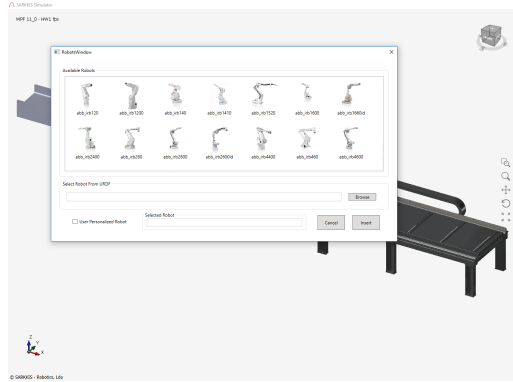 SARKKIS Simulator
MPF 11_0 - HW1 fps
RobotsWindow
Available Robots
abb_irb120 abb_irb1200 abb_irb140 abb_irb1410 abb_irb1520 abb_irb1600 abb_irb1660id
abb_irb2400 abb_irb260 abb_irb2600 abb_irb2600id abb_irb4400 abb_irb460 abb_irb4600
Select Robot From URDF
Browse
User Personalized Robot
Selected Robot
Cancel Insert
Z
Y
X
© SARKKIS - Robotics, Lda